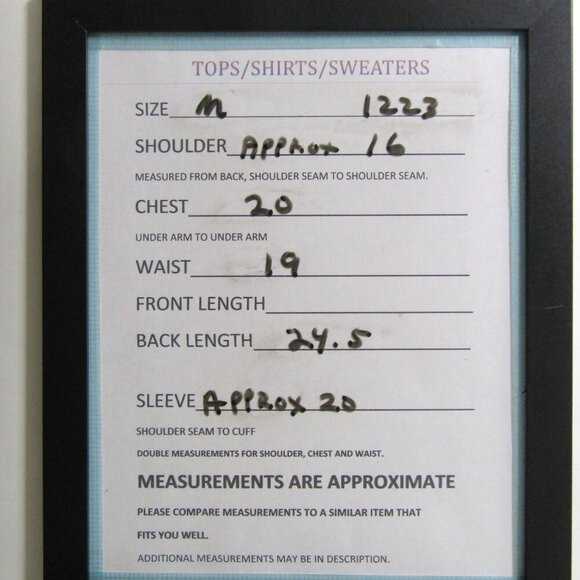 TOPS/SHIRTS/SWEATERS
SIZE M 1223
SHOULDER APPROX 16
MEASURED FROM BACK, SHOULDER SEAM TO SHOULDER SEAM.
CHEST 20
UNDER ARM TO UNDER ARM
WAIST 19
FRONT LENGTH
BACK LENGTH 24.5
SLEEVE APPROX 20
SHOULDER SEAM TO CUFF
DOUBLE MEASUREMENTS FOR SHOULDER, CHEST AND WAIST.
MEASUREMENTS ARE APPROXIMATE
PLEASE COMPARE MEASUREMENTS TO A SIMILAR ITEM THAT
FITS YOU WELL.
ADDITIONAL MEASUREMENTS MAY BE IN DESCRIPTION.